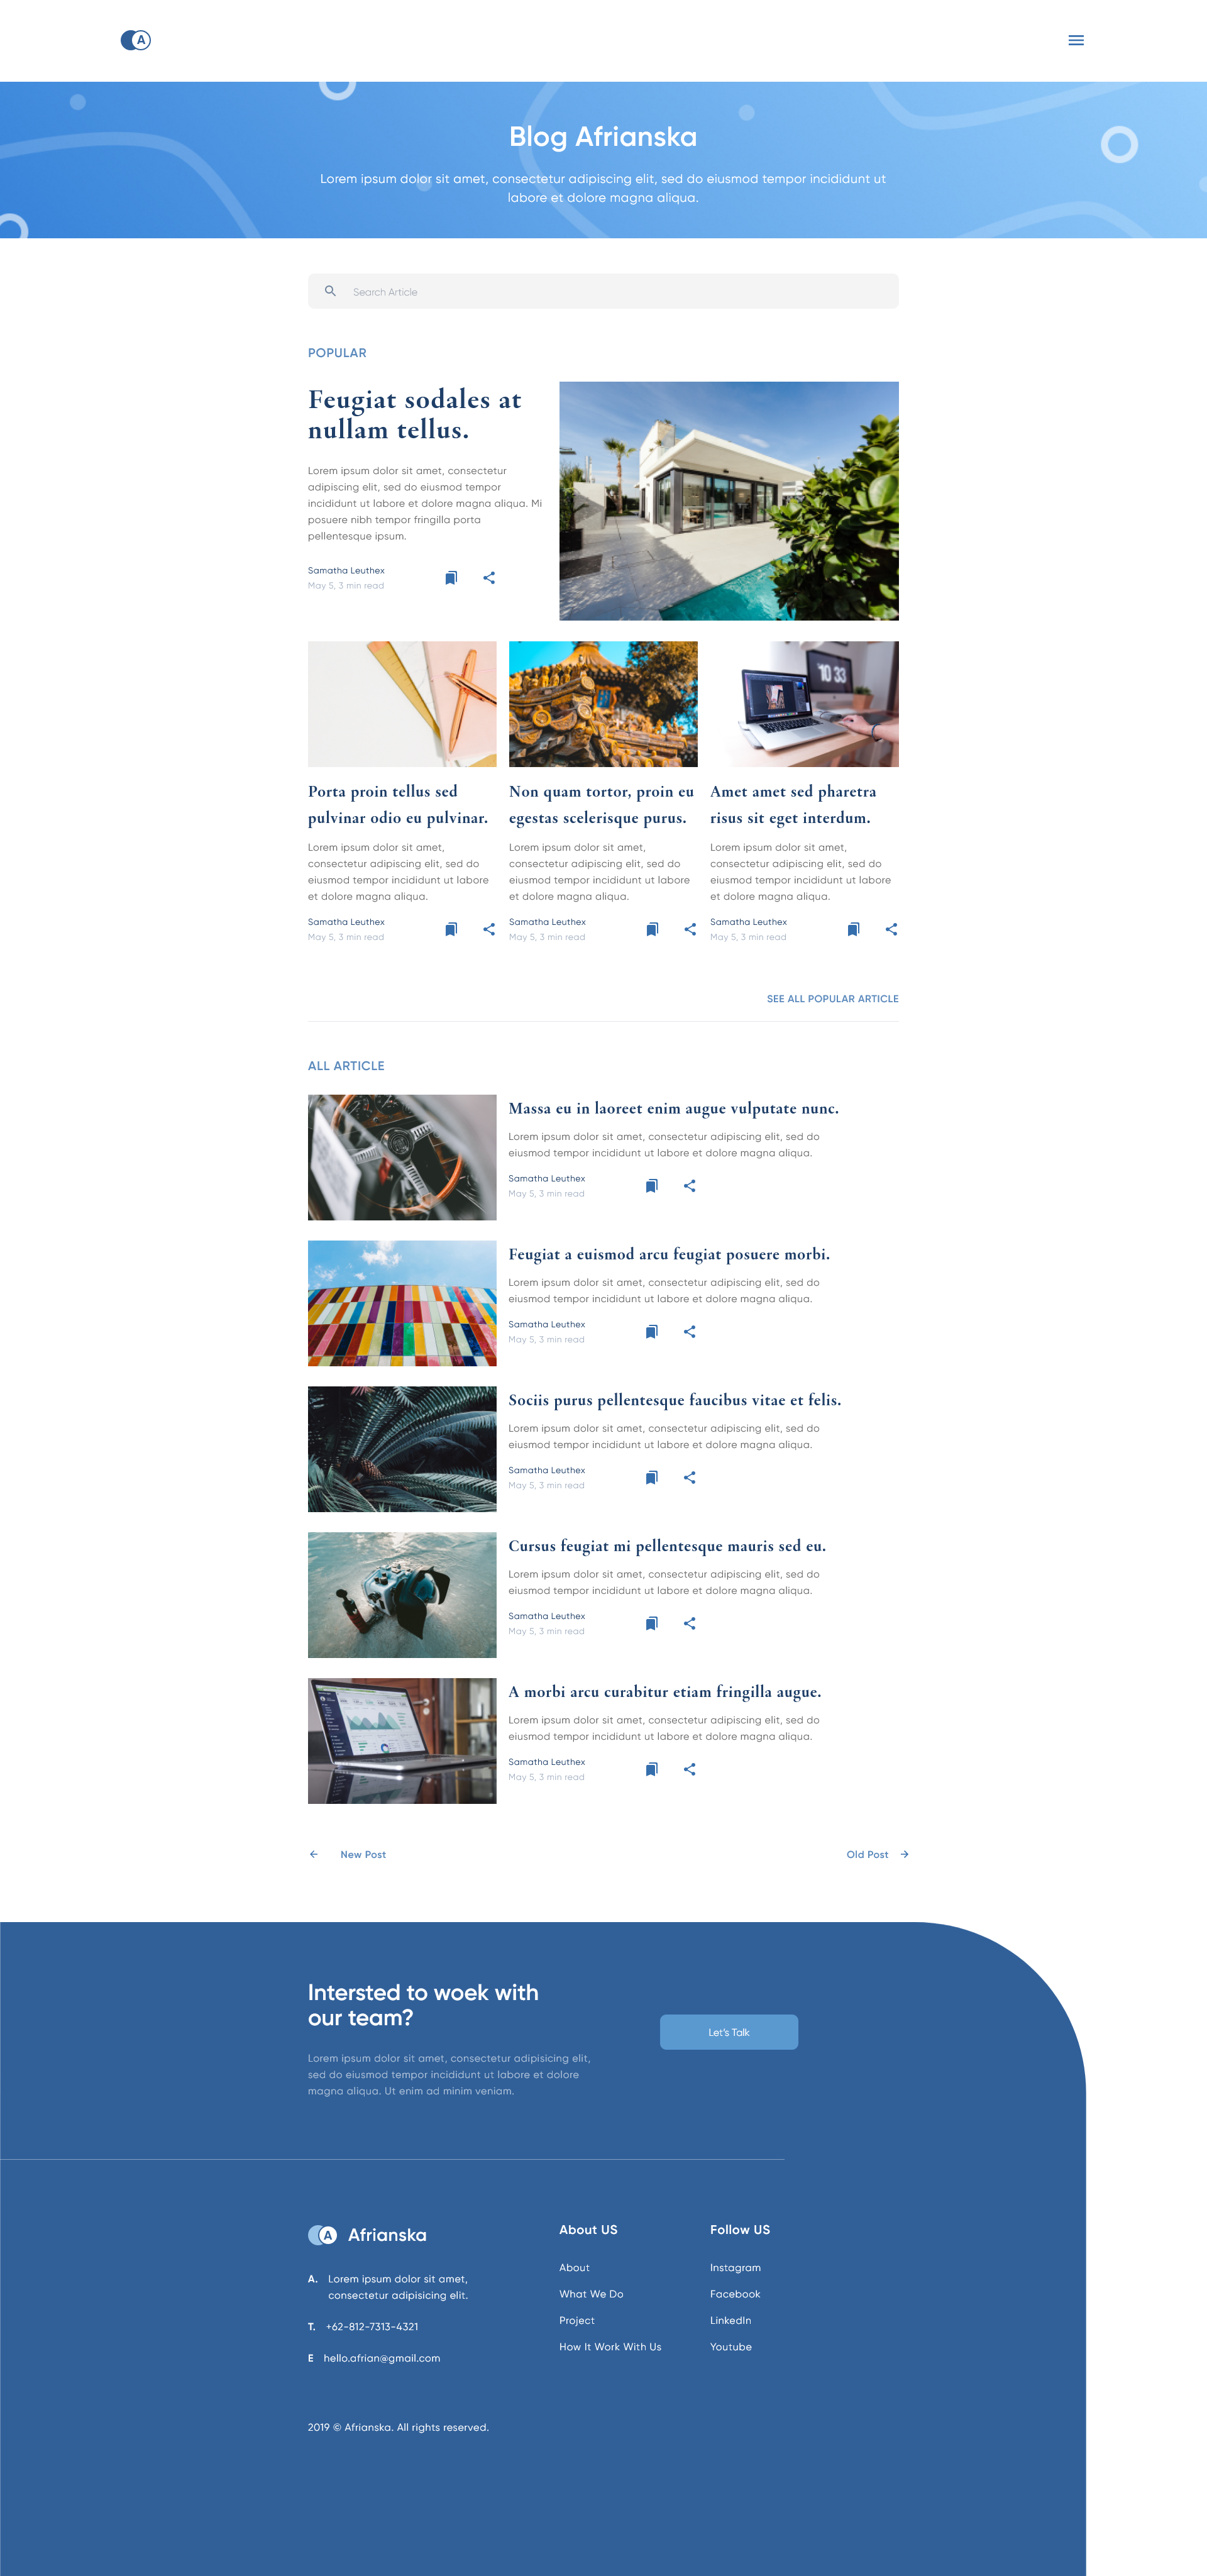 A
Blog Afrianska
Lorem ipsum dolor sit amet, consectetur adipiscing elit, sed do eiusmod tempor incididunt ut
labore et dolore magna aliqua.
Search Article
POPULAR
Feugiat sodales at
nullam tellus.
Lorem ipsum dolor sit amet, consectetur
adipiscing elit, sed do eiusmod tempor
incididunt ut labore et dolore magna aliqua. Mi
posuere nibh tempor fringilla porta
pellentesque ipsum.
Samatha Leuthex
May 5, 3 min read
10 33
Porta proin tellus sed
pulvinar odio eu pulvinar.
Lorem ipsum dolor sit amet,
consectetur adipiscing elit, sed do
eiusmod tempor incididunt ut labore
et dolore magna aliqua.
Samatha Leuthex
May 5, 3 min read
Non quam tortor, proin eu
egestas scelerisque purus.
Lorem ipsum dolor sit amet,
consectetur adipiscing elit, sed do
eiusmod tempor incididunt ut labore
et dolore magna aliqua.
Samatha Leuthex
May 5, 3 min read
Amet amet sed pharetra
risus sit eget interdum.
Lorem ipsum dolor sit amet,
consectetur adipiscing elit, sed do
eiusmod tempor incididunt ut labore
et dolore magna aliqua.
Samatha Leuthex
May 5, 3 min read
SEE ALL POPULAR ARTICLE
ALL ARTICLE
Massa eu in laoreet enim augue vulputate nunc.
Lorem ipsum dolor sit amet, consectetur adipiscing elit, sed do
eiusmod tempor incididunt ut labore et dolore magna aliqua.
Samatha Leuthex
May 5, 3 min read
Feugiat a euismod arcu feugiat posuere morbi.
Lorem ipsum dolor sit amet, consectetur adipiscing elit, sed do
eiusmod tempor incididunt ut labore et dolore magna aliqua.
Samatha Leuthex
May 5, 3 min read
Sociis purus pellentesque faucibus vitae et felis.
Lorem ipsum dolor sit amet, consectetur adipiscing elit, sed do
eiusmod tempor incididunt ut labore et dolore magna aliqua.
Samatha Leuthex
May 5, 3 min read
Cursus feugiat mi pellentesque mauris sed eu.
Lorem ipsum dolor sit amet, consectetur adipiscing elit, sed do
eiusmod tempor incididunt ut labore et dolore magna aliqua.
Samatha Leuthex
May 5, 3 min read
A morbi arcu curabitur etiam fringilla augue.
Lorem ipsum dolor sit amet, consectetur adipiscing elit, sed do
eiusmod tempor incididunt ut labore et dolore magna aliqua.
Samatha Leuthex
May 5, 3 min read
New Post
Old Post
Intersted to woek with
our team?
Lorem ipsum dolor sit amet, consectetur adipisicing elit,
sed do eiusmod tempor incididunt ut labore et dolore
magna aliqua. Ut enim ad minim veniam.
Let's Talk
A Afrianska
A. Lorem ipsum dolor sit amet,
consectetur adipisicing elit.
T. +62-812-7313-4321
E hello.afrian@gmail.com
About US
About
What We Do
Project
How It Work With Us
Follow US
Instagram
Facebook
LinkedIn
Youtube
2019 © Afrianska. All rights reserved.